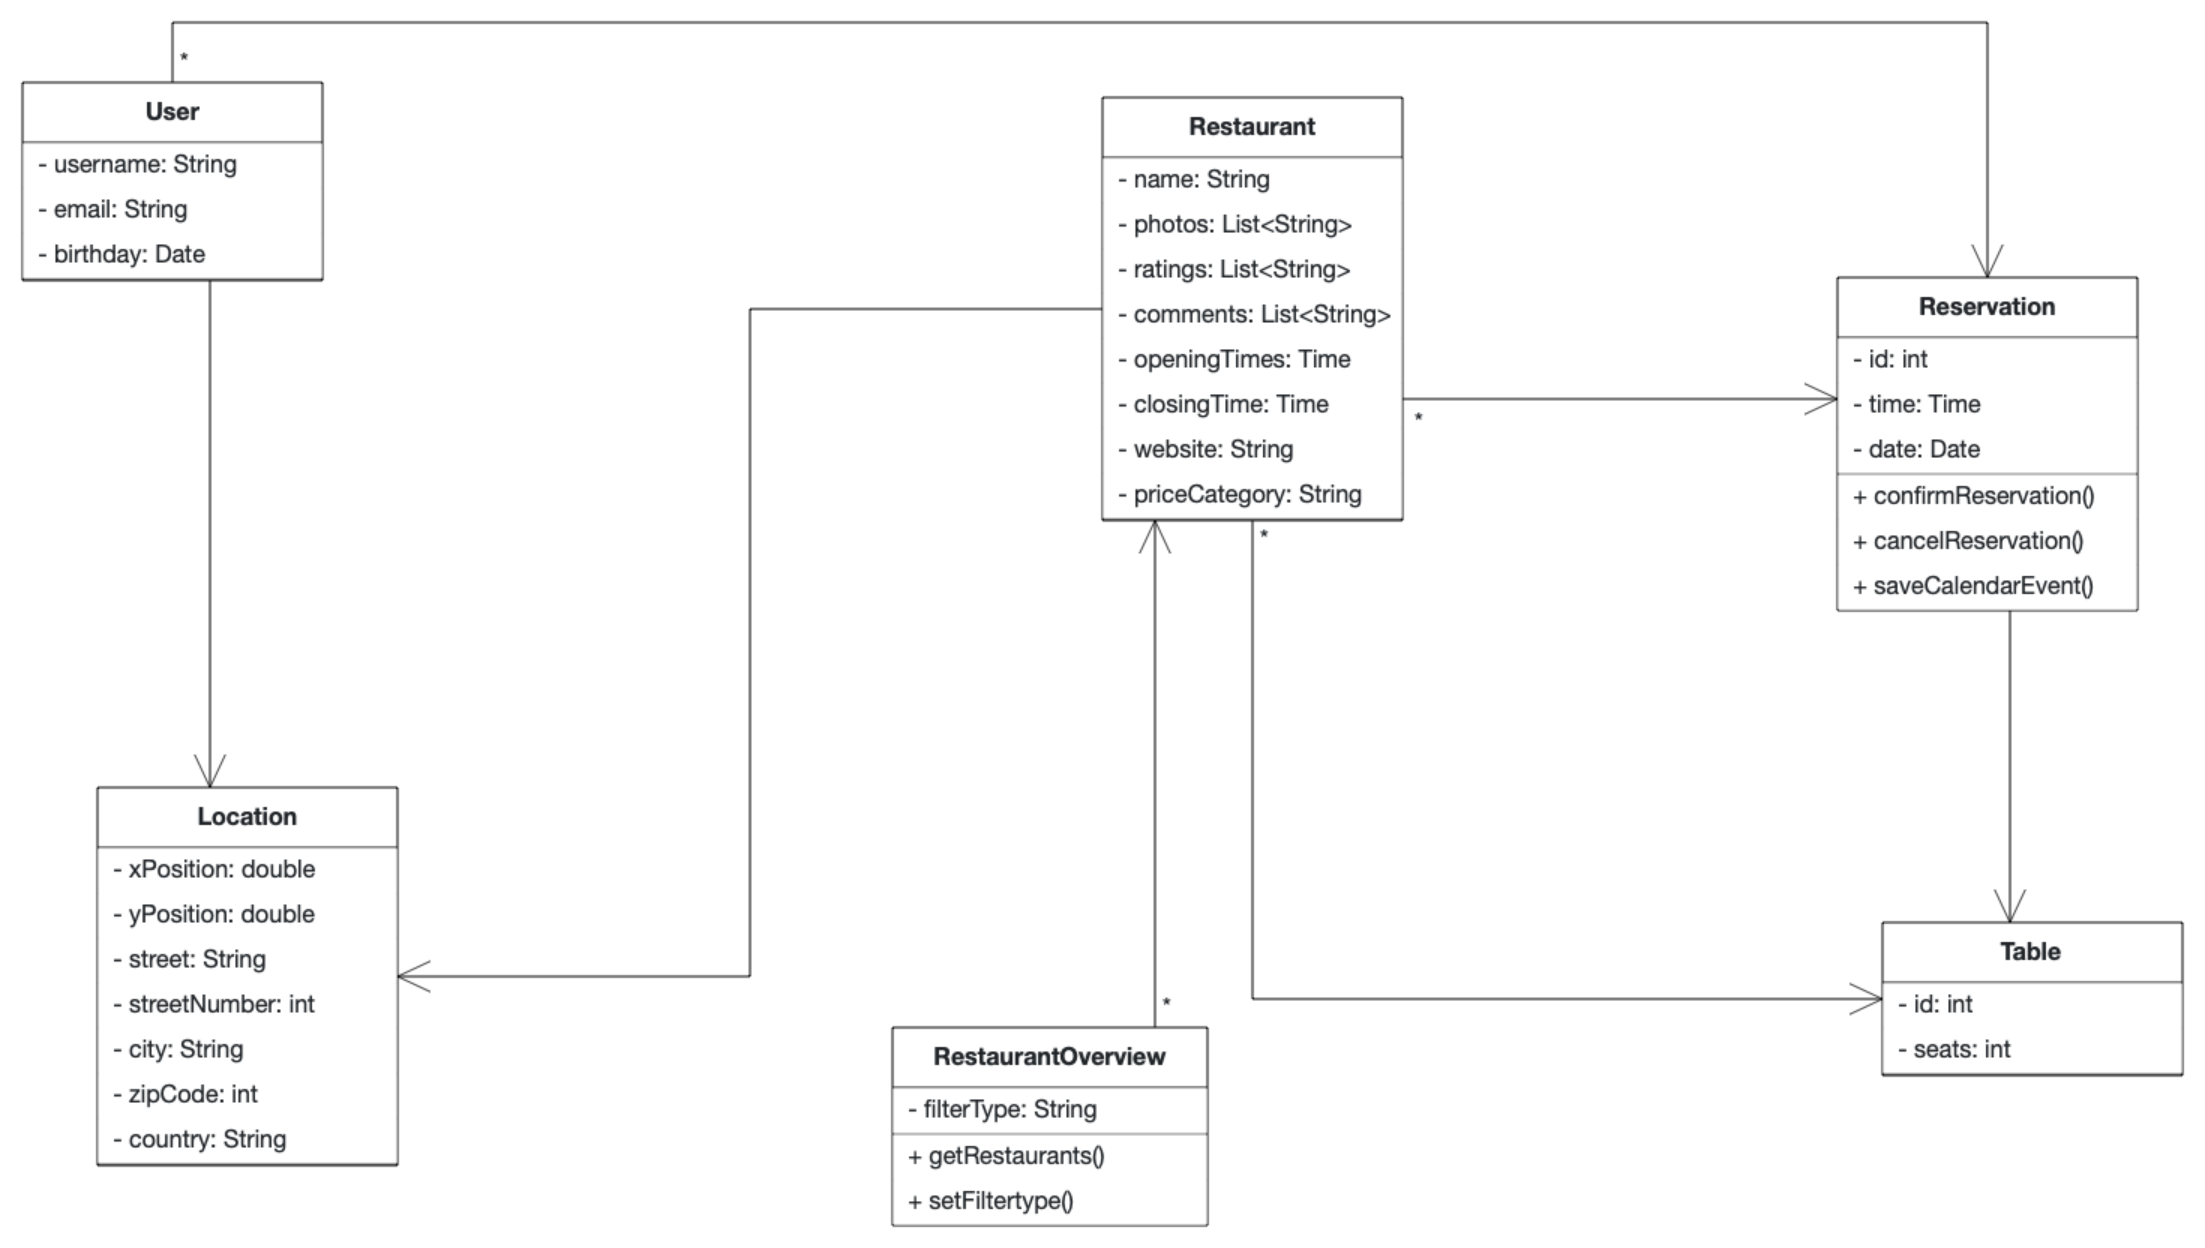 *
User
- username: String
- email: String
- birthday: Date
Restaurant
- name: String
- photos: List<String>
- ratings: List<String>
- comments: List<String>
- openingTimes: Time
- closingTime: Time
- website: String
- priceCategory: String
*
*
Reservation
- id: int
- time: Time
- date: Date
+ confirmReservation()
+ cancelReservation()
+ saveCalendarEvent()
Location
- xPosition: double
- yPosition: double
- street: String
- streetNumber: int
- city: String
- zipCode: int
- country: String
*
RestaurantOverview
- filterType: String
+ getRestaurants()
+ setFiltertype()
Table
- id: int
- seats: int